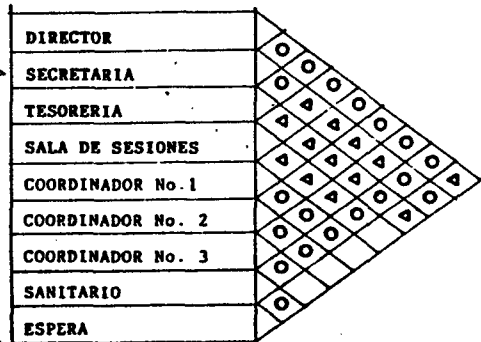 DIRECTOR
SECRETARIA
TESORERIA
SALA DE SESIONES
COORDINADOR No.1
COORDINADOR No. 2
COORDINADOR No. 3
SANITARIO
ESPERA